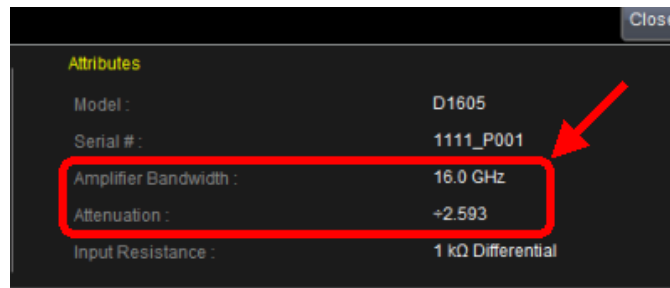 Close
Attributes
Model : D1605
Serial # : 1111_P001
Amplifier Bandwidth : 16.0 GHz
Attenuation : ÷2.593
Input Resistance : 1 kΩ Differential